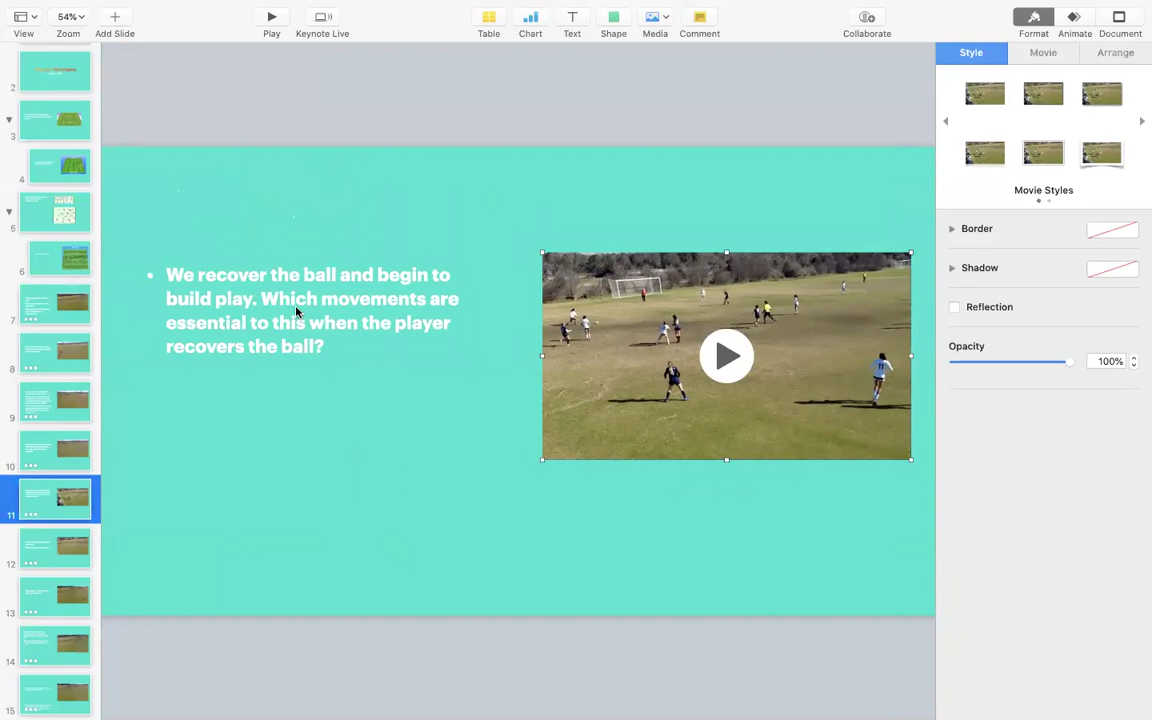 54%
View
Zoom
Add Slide
Play
Keynote Live
Table
Chart
Text
Shape
Media
Comment
Collaborate
Format
Animate
Document
Style
Movie
Arrange
Movie Styles
Border
Shadow
Reflection
Opacity
100%
2
3
4
5
6
7
8
9
10
11
12
13
14
15
• We recover the ball and begin to
build play. Which movements are
essential to this when the player
recovers the ball?
11